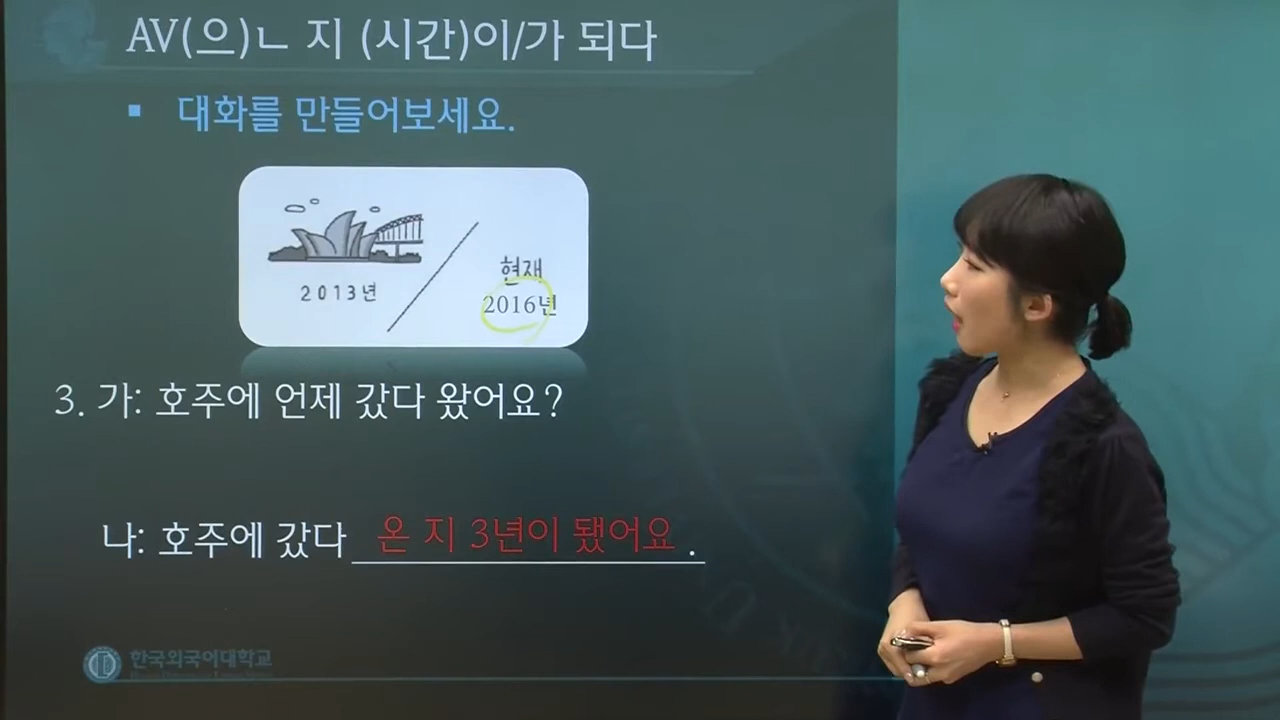 AV(으)ㄴ 지 (시간)이/가 되다
▪ 대화를 만들어보세요.
2013년
현재
2016년
3. 가: 호주에 언제 갔다 왔어요?
나: 호주에 갔다 온 지 3년이 됐어요.
한국외국어대학교